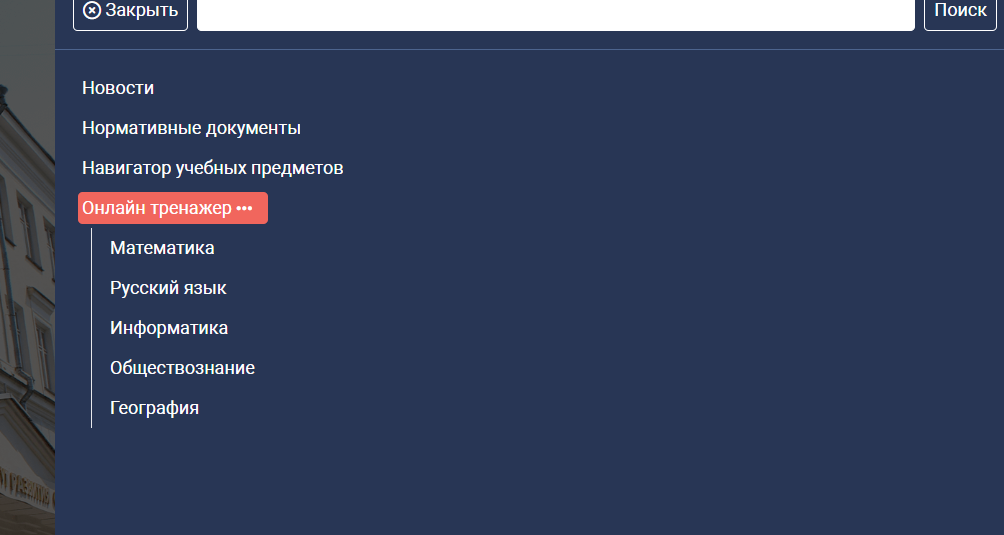 Закрыть
Поиск
Новости
Нормативные документы
Навигатор учебных предметов
Онлайн тренажер •••
Математика
Русский язык
Информатика
Обществознание
География